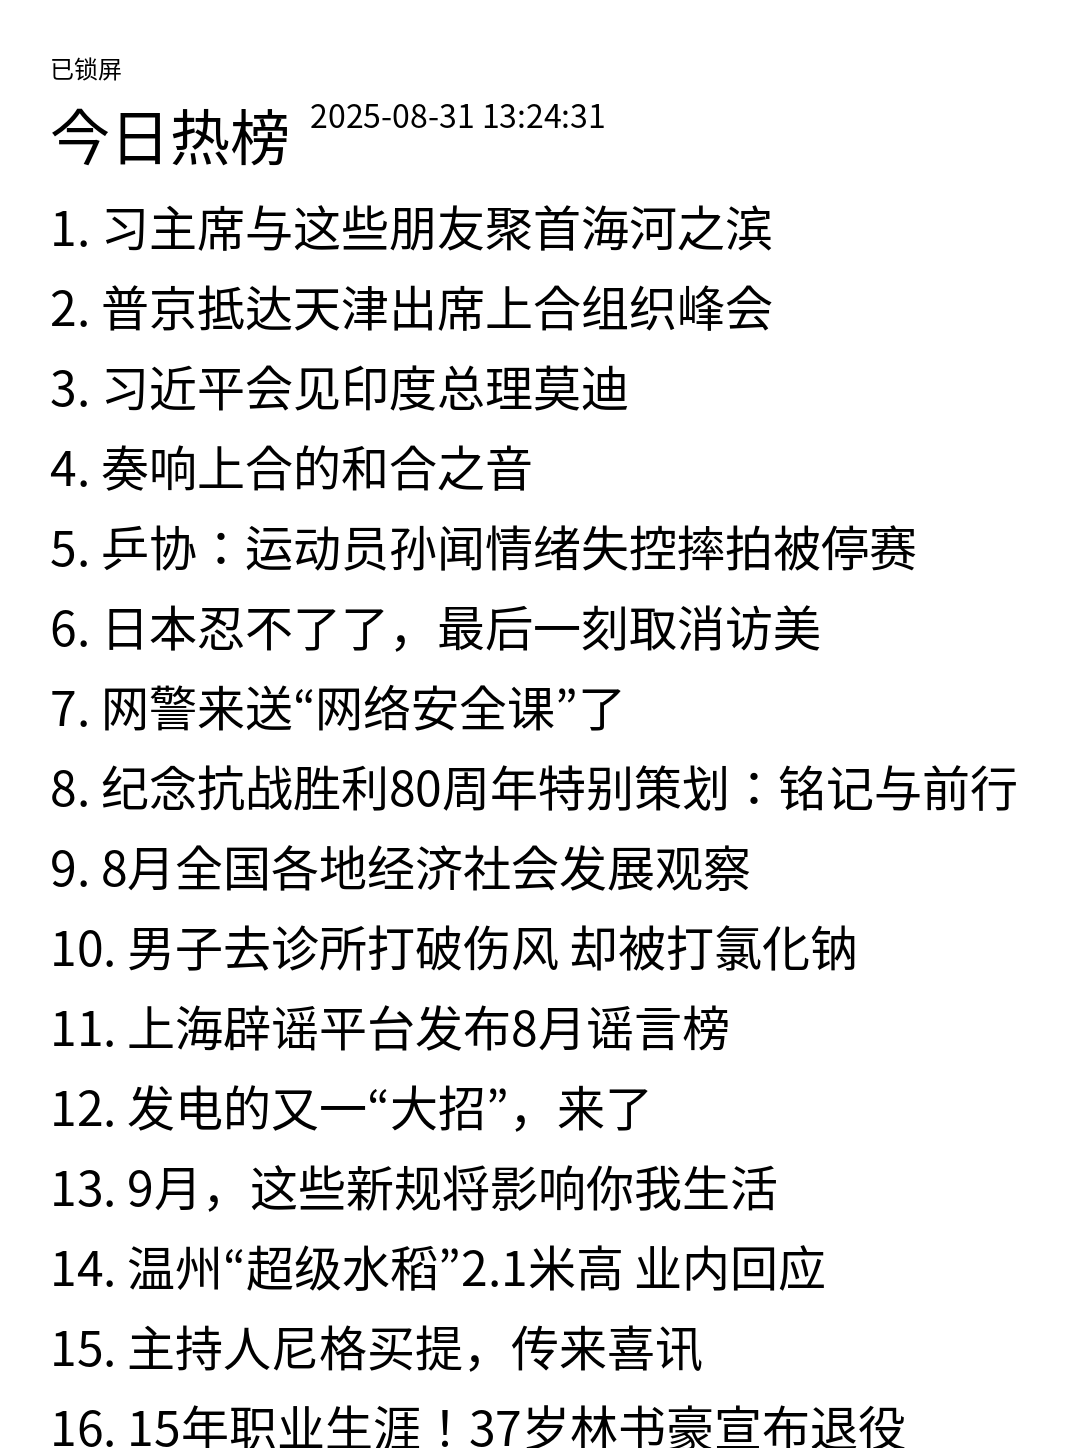 已锁屏
今日热榜 2025-08-31 13:24:31
1. 习主席与这些朋友聚首海河之滨
2. 普京抵达天津出席上合组织峰会
3. 习近平会见印度总理莫迪
4. 奏响上合的和合之音
5. 乒协：运动员孙闻情绪失控摔拍被停赛
6. 日本忍不了了，最后一刻取消访美
7. 网警来送“网络安全课”了
8. 纪念抗战胜利80周年特别策划：铭记与前行
9. 8月全国各地经济社会发展观察
10. 男子去诊所打破伤风 却被打氯化钠
11. 上海辟谣平台发布8月谣言榜
12. 发电的又一“大招”，来了
13. 9月，这些新规将影响你我生活
14. 温州“超级水稻”2.1米高 业内回应
15. 主持人尼格买提，传来喜讯
16. 15年职业生涯！37岁林书豪宣布退役